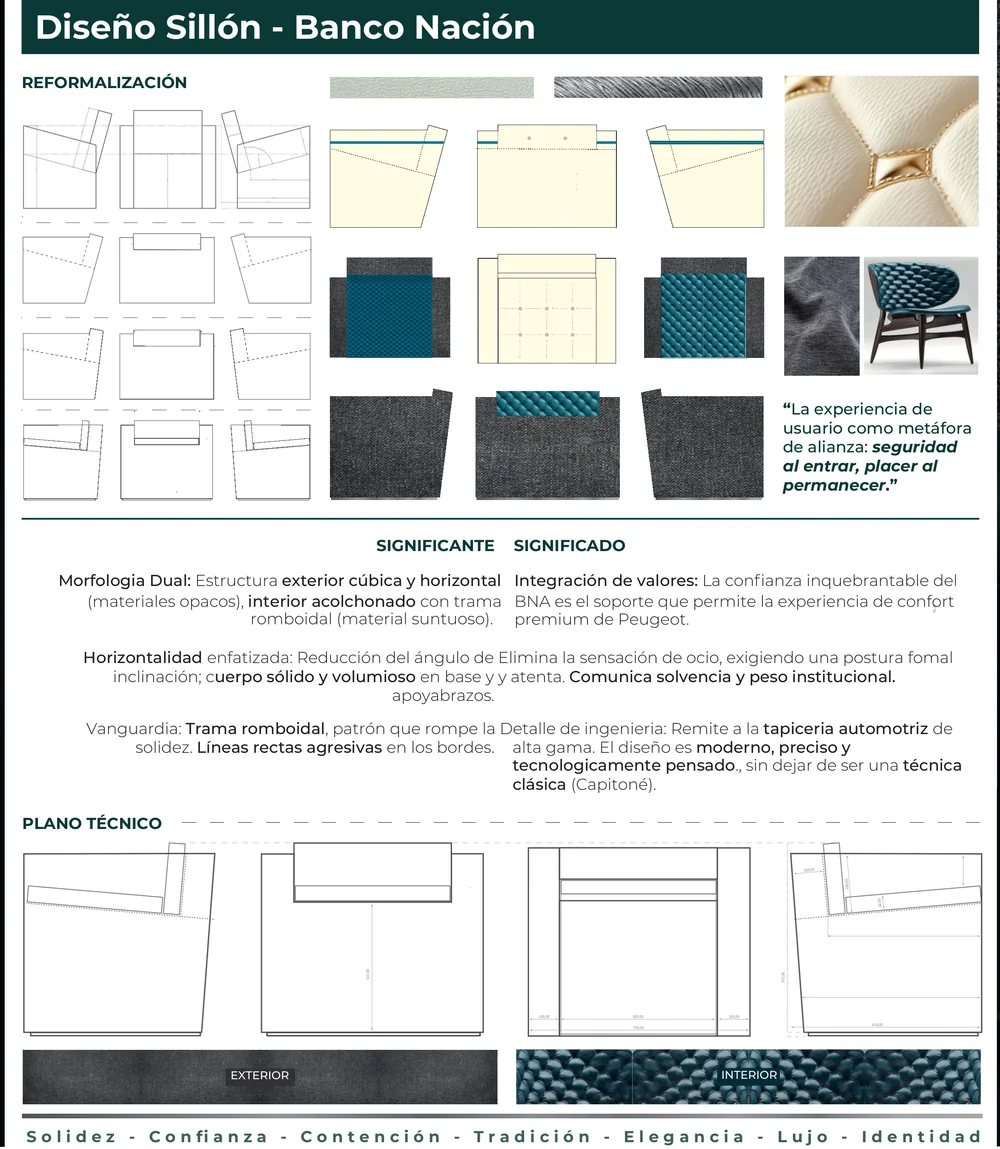 Diseño Sillón - Banco Nación
REFORMALIZACIÓN
“La experiencia de
usuario como metáfora
de alianza: seguridad
al entrar, placer al
permanecer.”
SIGNIFICANTE
Morfologia Dual: Estructura exterior cúbica y horizontal
(materiales opacos), interior acolchonado con trama
romboidal (material suntuoso).
Horizontalidad enfatizada: Reducción del ángulo de
inclinación; cuerpo sólido y volumioso en base y
apoyabrazos.
Vanguardia: Trama romboidal, patrón que rompe la
solidez. Líneas rectas agresivas en los bordes.
SIGNIFICADO
Integración de valores: La confianza inquebrantable del
BNA es el soporte que permite la experiencia de confort
premium de Peugeot.
Elimina la sensación de ocio, exigiendo una postura fomal
y atenta. Comunica solvencia y peso institucional.
Detalle de ingenieria: Remite a la tapiceria automotriz de
alta gama. El diseño es moderno, preciso y
tecnologicamente pensado., sin dejar de ser una técnica
clásica (Capitoné).
PLANO TÉCNICO
EXTERIOR
INTERIOR
Solidez - Confianza - Contención - Tradición - Elegancia - Lujo - Identidad